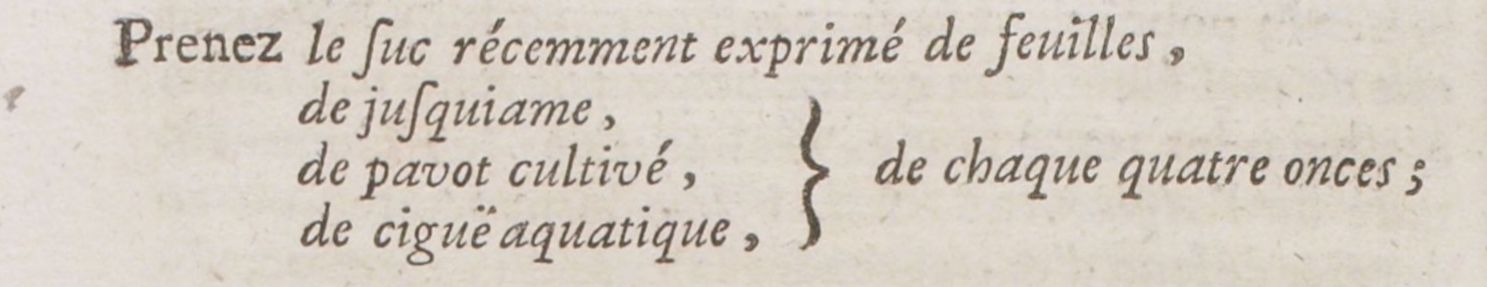 Prenez le ſuc récemment exprimé de feuilles,
de juſquiame,
de pavot cultivé, } de chaque quatre onces ;
de ciguë aquatique,